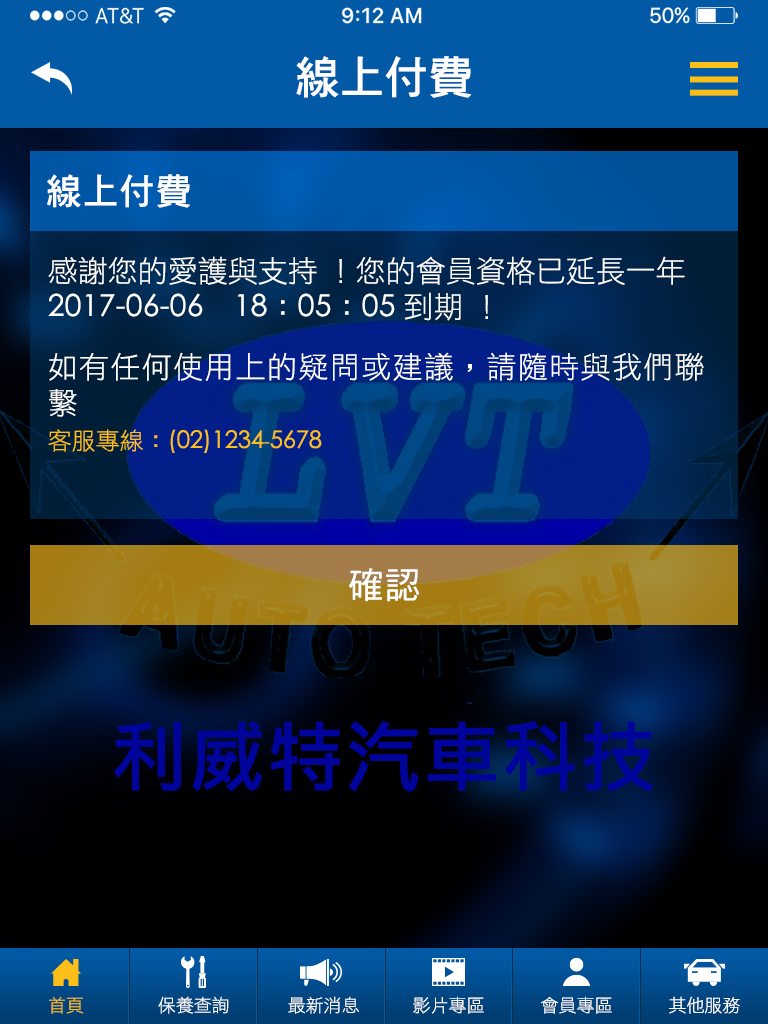 AT&T 9:12 AM 50%
線上付費
線上付費
感謝您的愛護與支持 ！您的會員資格已延長一年
2017-06-06　18：05：05 到期 ！
如有任何使用上的疑問或建議，請隨時與我們聯
繫
客服專線：(02)1234-5678
LVT
確認
AUTO TECH
利威特汽車科技
首頁 保養查詢 最新消息 影片專區 會員專區 其他服務